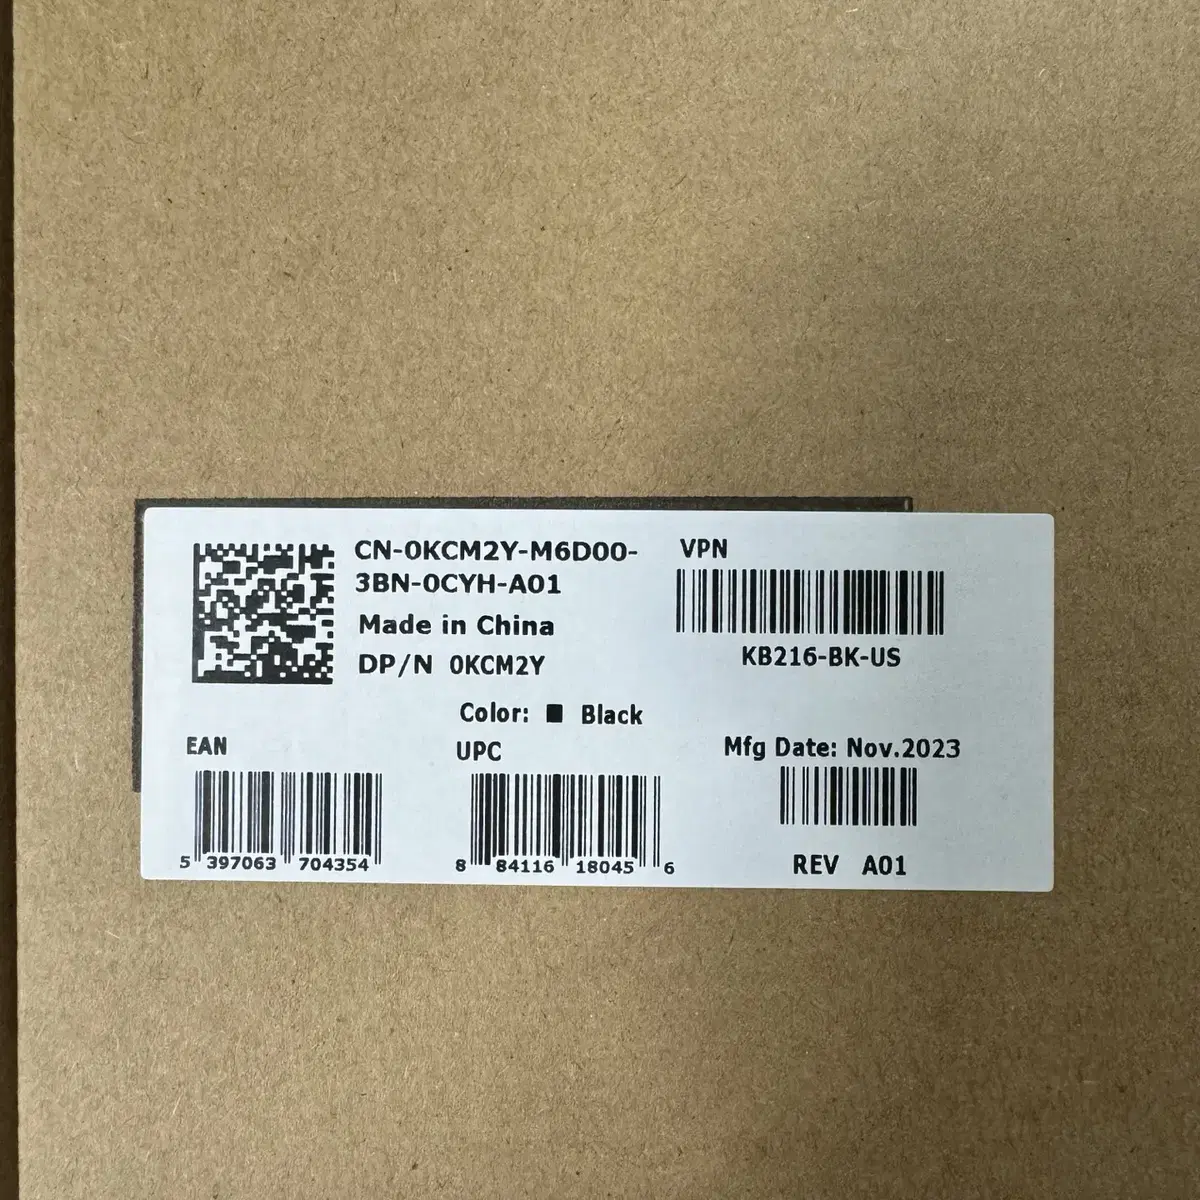 CN-0KCM2Y-M6D00-
3BN-0CYH-A01
Made in China
DP/N 0KCM2Y
VPN
KB216-BK-US
Color: ■ Black
EAN
5 397063 704354
UPC
8 84116 18045 6
Mfg Date: Nov.2023
REV A01